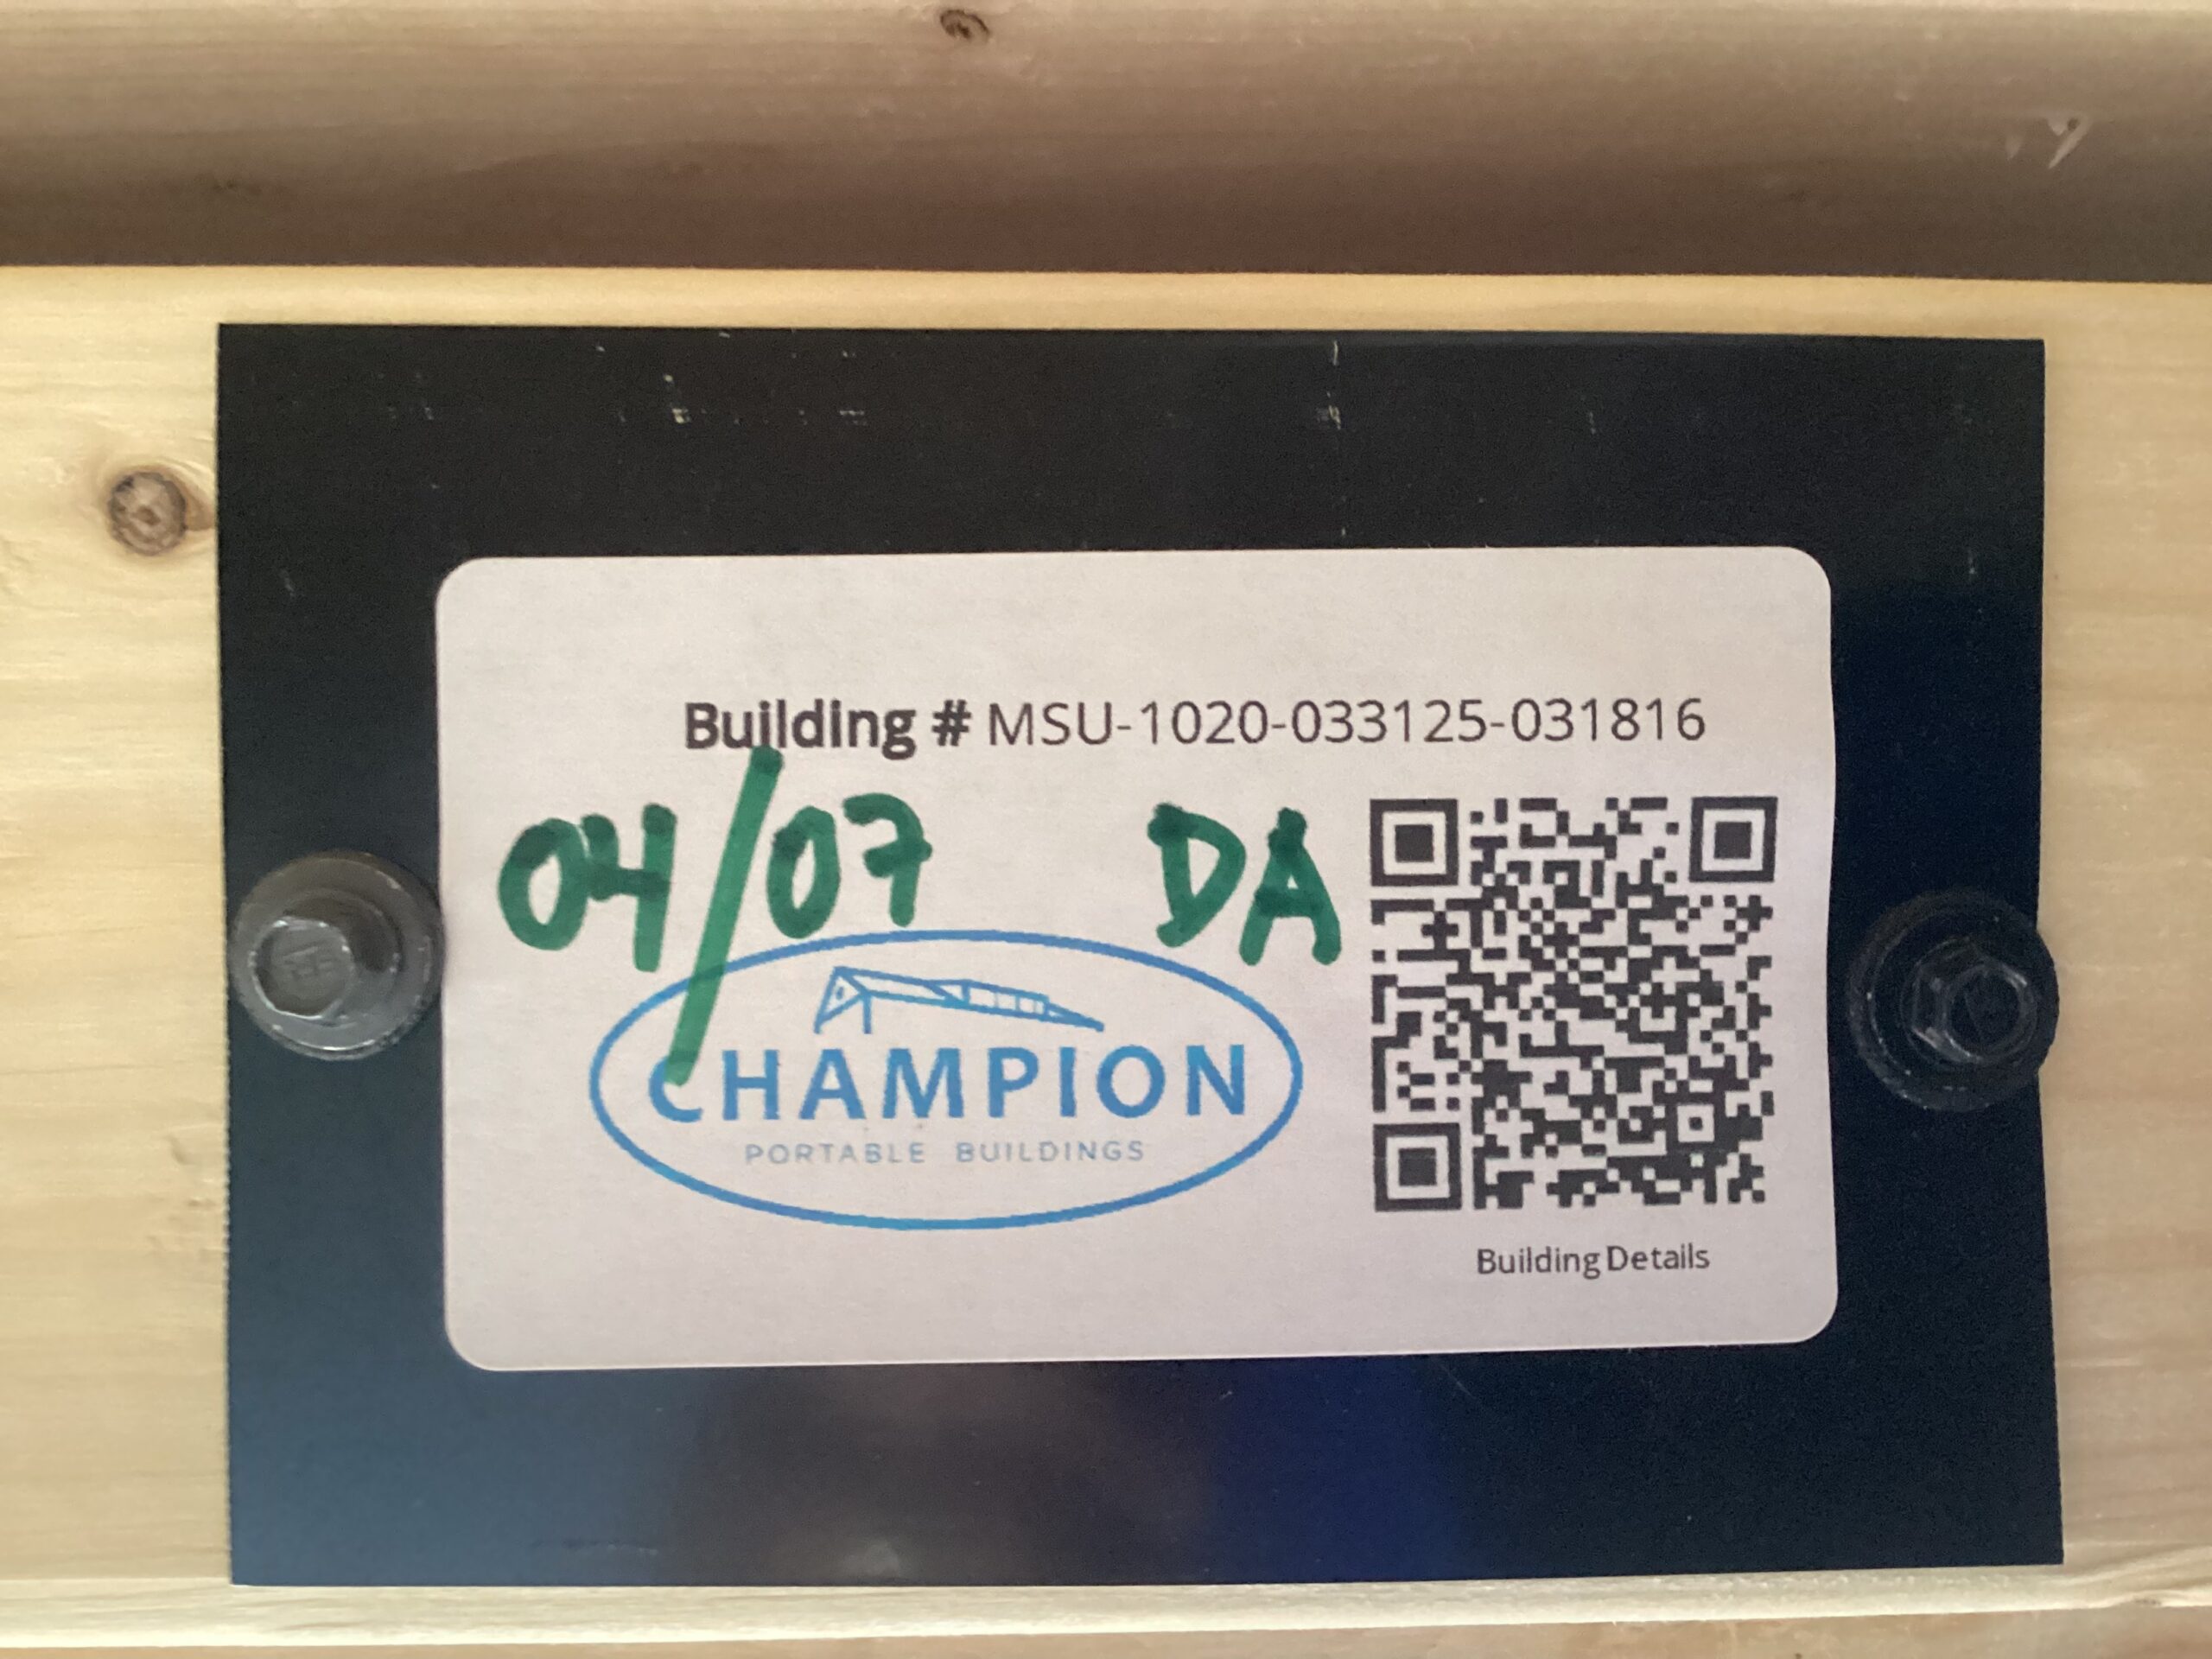 Building # MSU-1020-033125-031816
04/07 DA
CHAMPION
PORTABLE BUILDINGS
Building Details